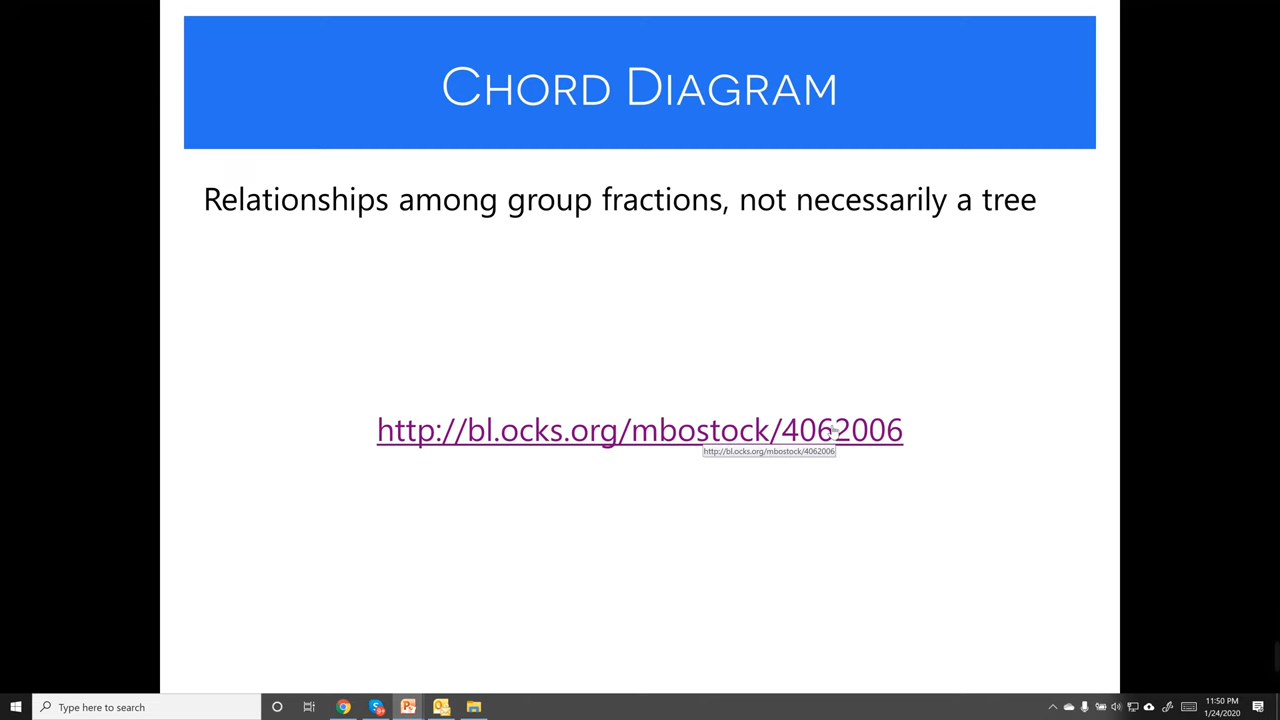 CHORD DIAGRAM
Relationships among group fractions, not necessarily a tree
http://bl.ocks.org/mbostock/4062006
http://bl.ocks.org/mbostock/4062006
Type here to search
11:50 PM
1/24/2020